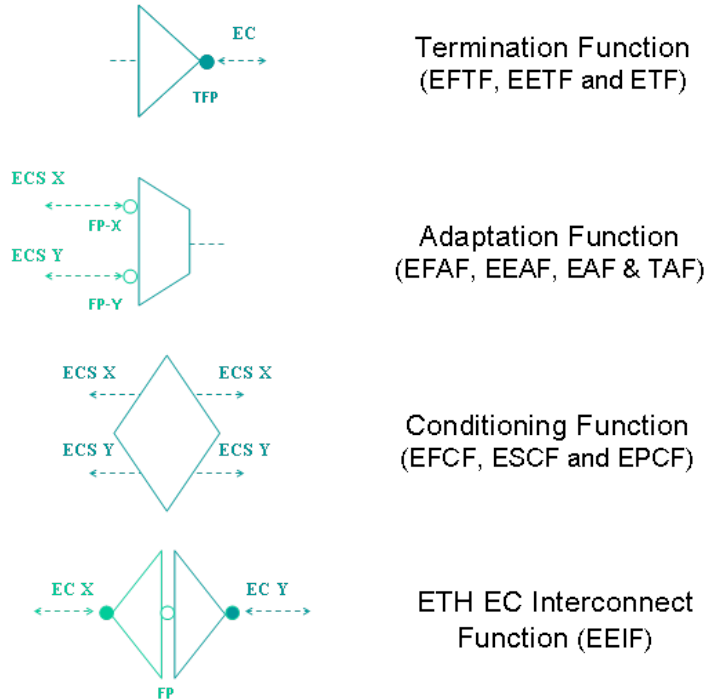 EC
TFP
Termination Function
(EFTF, EETF and ETF)
ECS X
FP-X
ECS Y
FP-Y
Adaptation Function
(EFAF, EEAF, EAF & TAF)
ECS X
ECS X
ECS Y
ECS Y
Conditioning Function
(EFCF, ESCF and EPCF)
EC X
EC Y
FP
ETH EC Interconnect
Function (EEIF)